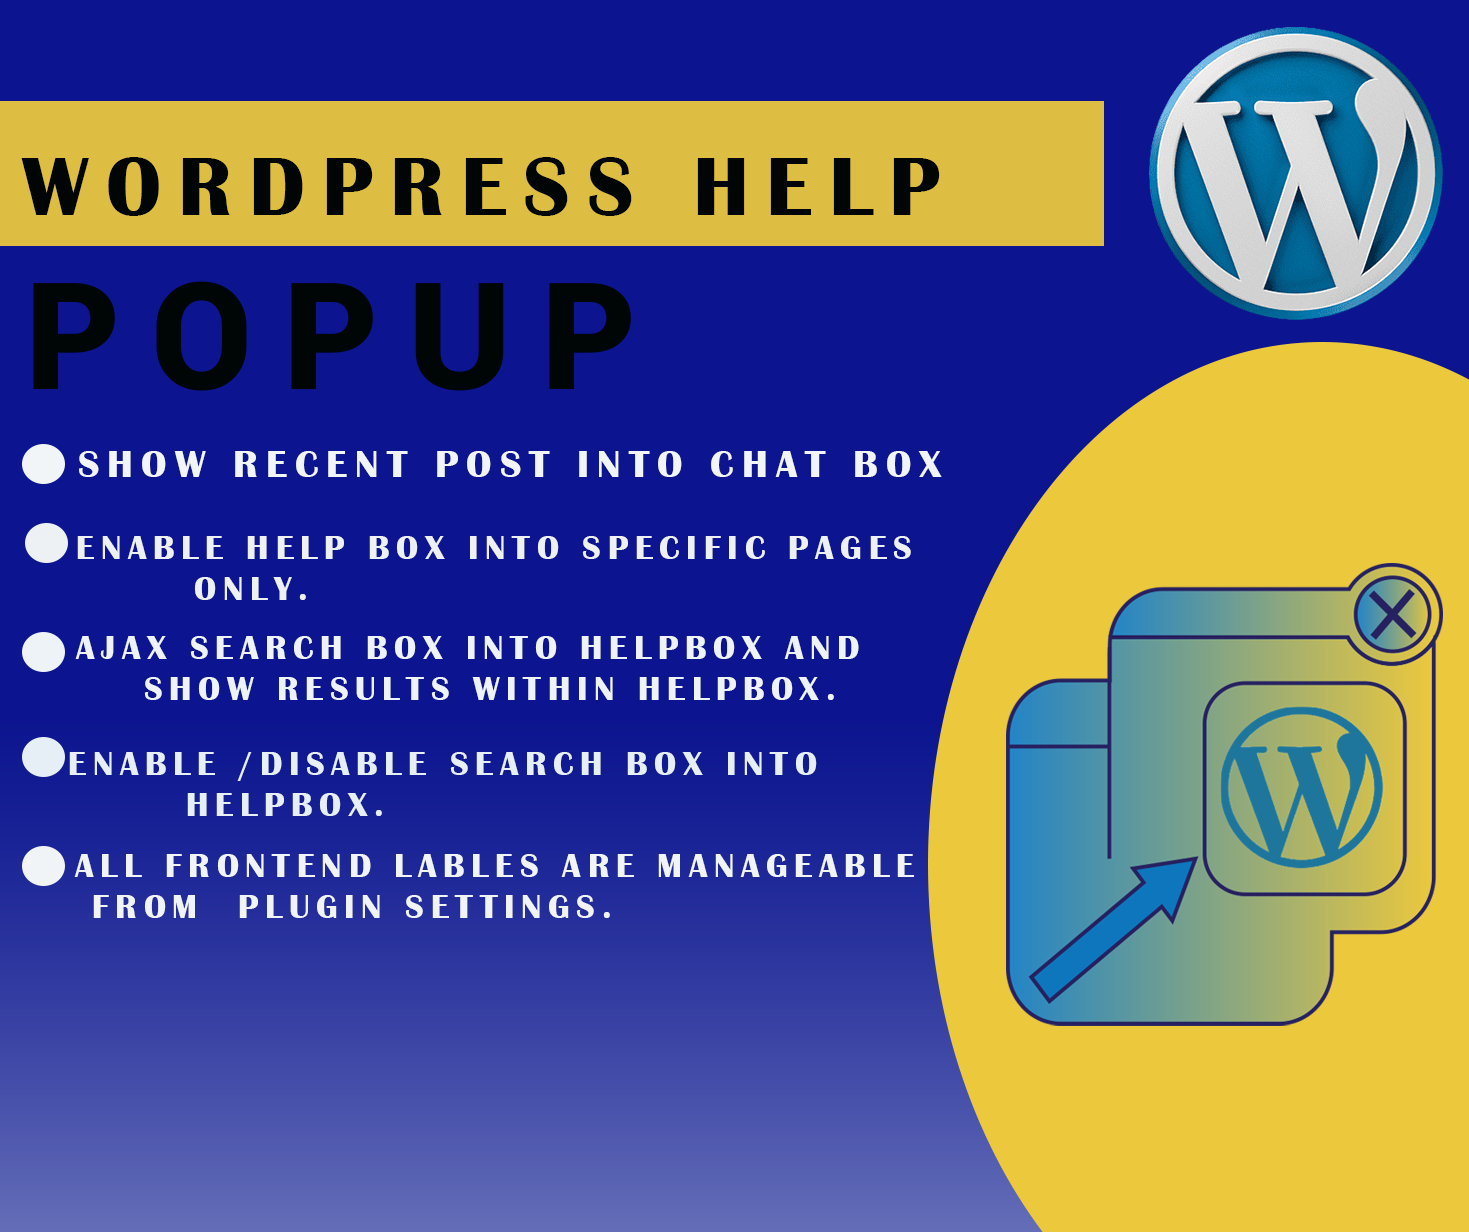 WORDPRESS HELP
POPUP
SHOW RECENT POST INTO CHAT BOX
ENABLE HELP BOX INTO SPECIFIC PAGES
ONLY.
AJAX SEARCH BOX INTO HELPBOX AND
SHOW RESULTS WITHIN HELPBOX.
ENABLE /DISABLE SEARCH BOX INTO
HELPBOX.
ALL FRONTEND LABLES ARE MANAGEABLE
FROM PLUGIN SETTINGS.